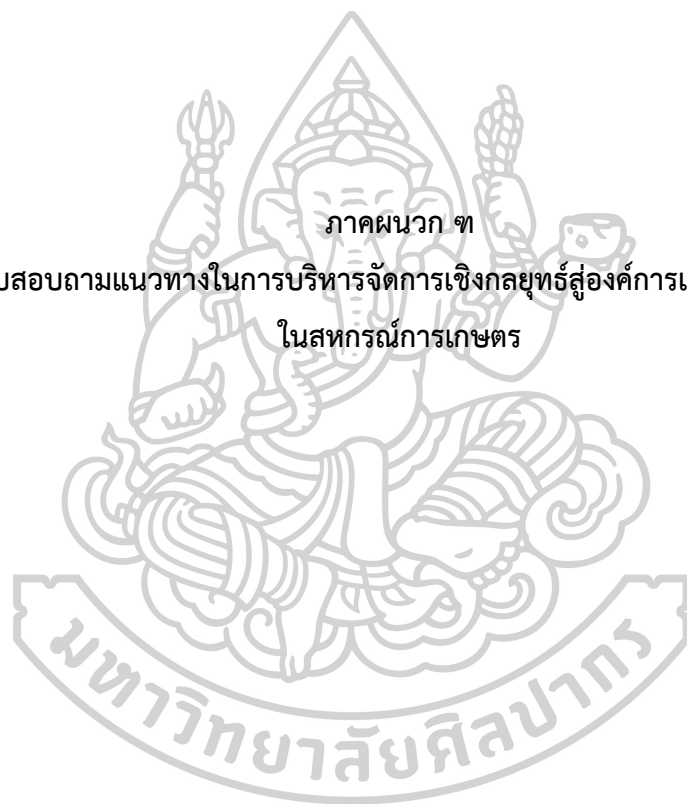 ภาคผนวก ฑ
บสอบถามแนวทางในการบริหารจัดการเชิงกลยุทธ์สู่องค์การเ
ในสหกรณ์การเกษตร
มหาวิทยาลัยศิลปากร